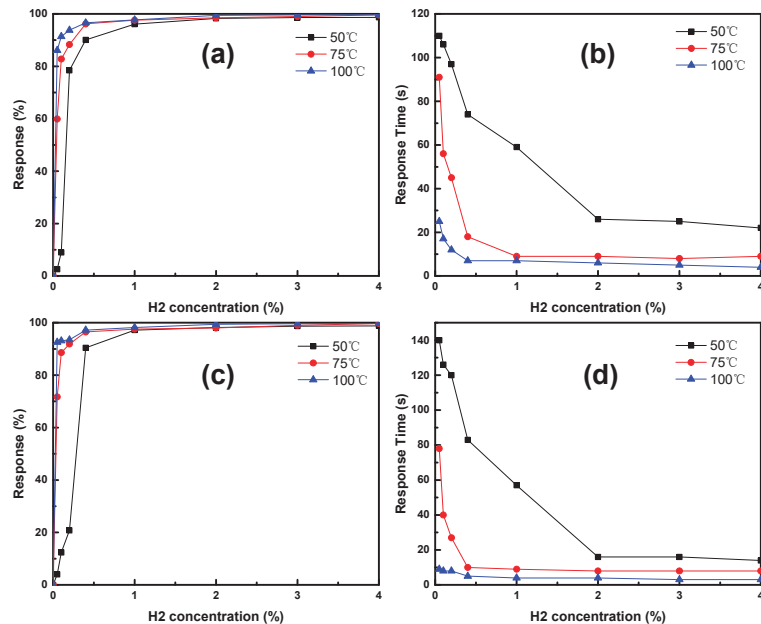 100
80
60
40
20
0
Response (%)
(a)
50℃
75℃
100℃
0 1 2 3 4
H2 concentration (%)
120
100
80
60
40
20
0
Response Time (s)
(b)
50℃
75℃
100℃
0 1 2 3 4
H2 concentration (%)
100
80
60
40
20
0
Response (%)
(c)
50℃
75℃
100℃
0 1 2 3 4
H2 concentration (%)
140
120
100
80
60
40
20
0
Response Time (s)
(d)
50℃
75℃
100℃
0 1 2 3 4
H2 concentration (%)